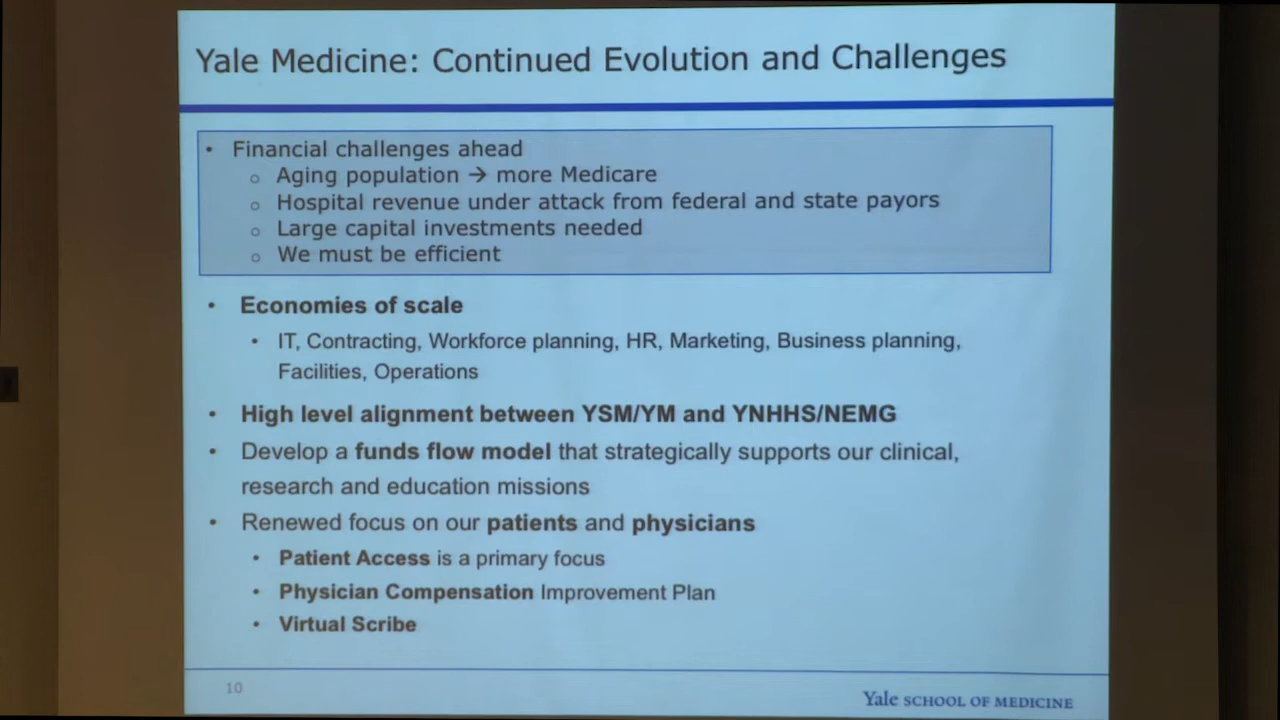 Yale Medicine: Continued Evolution and Challenges
• Financial challenges ahead
o Aging population → more Medicare
o Hospital revenue under attack from federal and state payors
o Large capital investments needed
o We must be efficient
• Economies of scale
• IT, Contracting, Workforce planning, HR, Marketing, Business planning,
Facilities, Operations
• High level alignment between YSM/YM and YNHHS/NEMG
• Develop a funds flow model that strategically supports our clinical,
research and education missions
• Renewed focus on our patients and physicians
• Patient Access is a primary focus
• Physician Compensation Improvement Plan
• Virtual Scribe
10
Yale SCHOOL OF MEDICINE